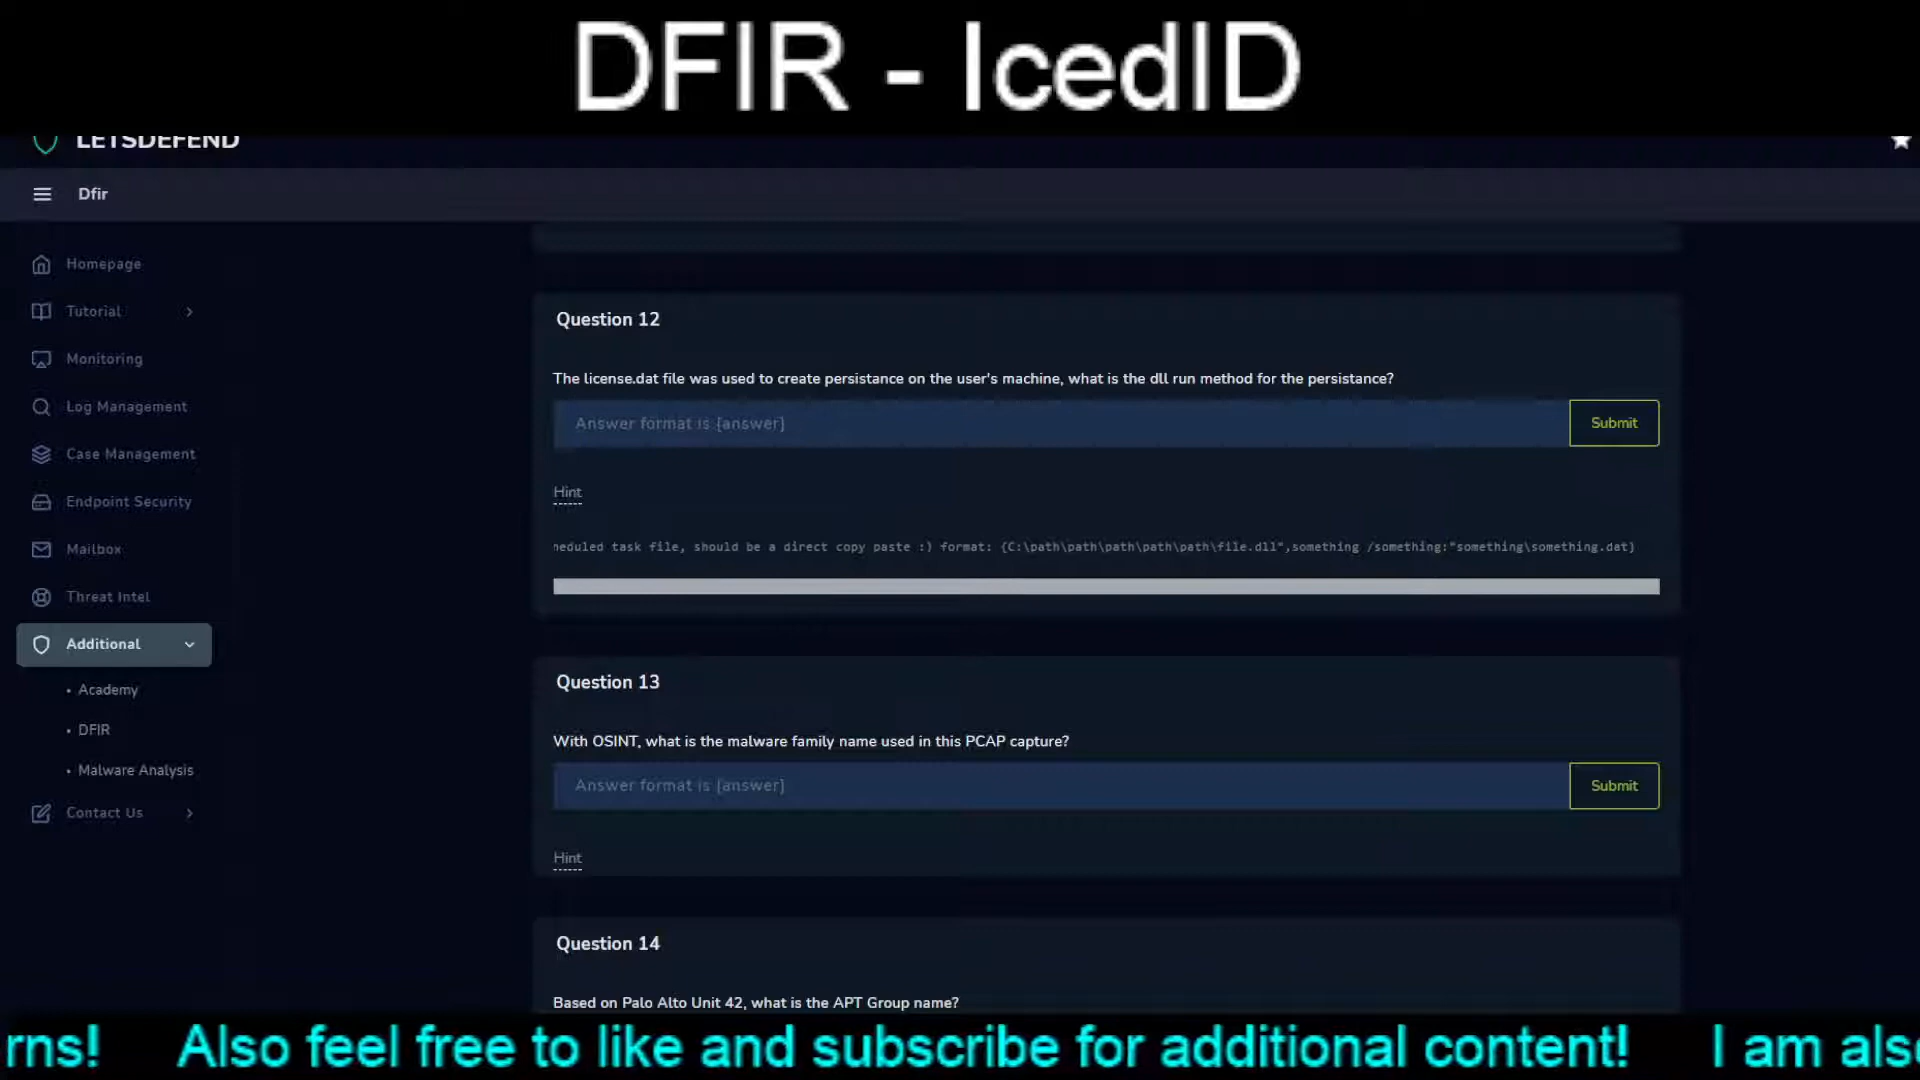 DFIR - IcedID
LETSDEFEND
Dfir
Homepage
Tutorial
Monitoring
Log Management
Case Management
Endpoint Security
Mailbox
Threat Intel
Additional
• Academy
• DFIR
• Malware Analysis
Contact Us
Question 12
The license.dat file was used to create persistance on the user's machine, what is the dll run method for the persistance?
Answer format is {answer}
Submit
Hint
heduled task file, should be a direct copy paste :) format: {C:\path\path\path\path\path\file.dll",something /something:"something\something.dat}
Question 13
With OSINT, what is the malware family name used in this PCAP capture?
Answer format is {answer}
Submit
Hint
Question 14
Based on Palo Alto Unit 42, what is the APT Group name?
rns! Also feel free to like and subscribe for additional content! I am also